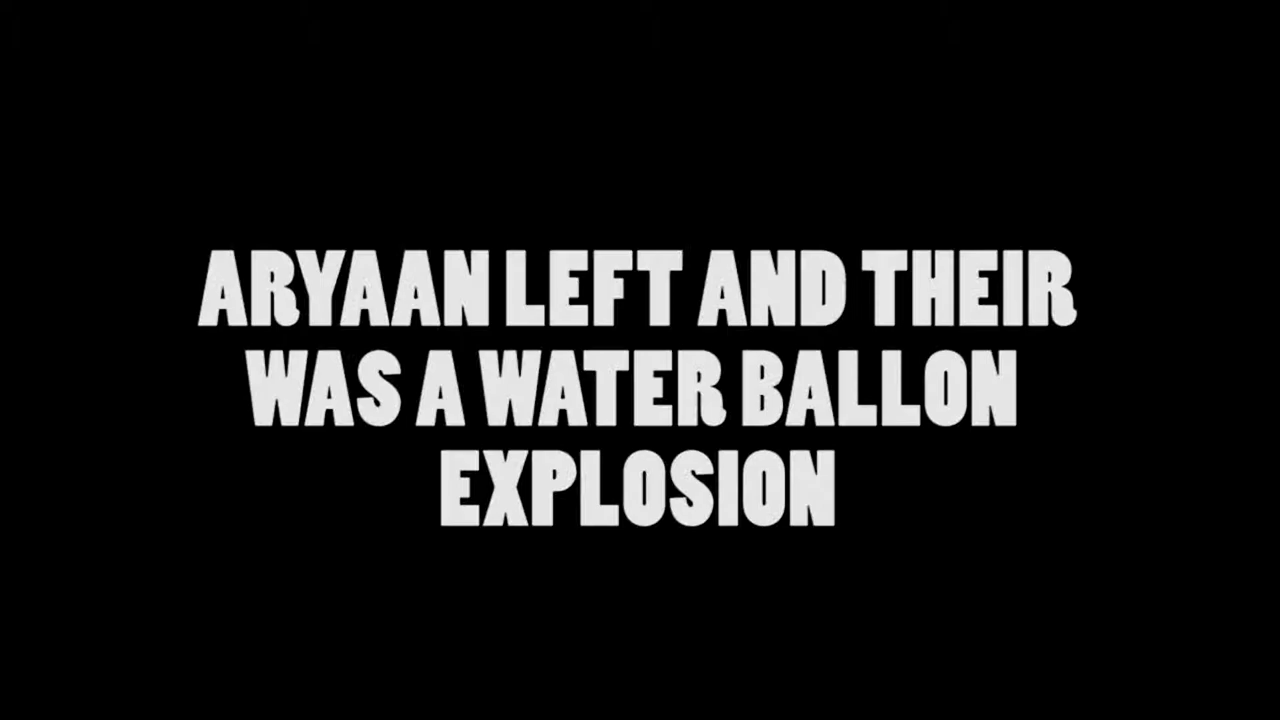 ARYAAN LEFT AND THEIR
WAS A WATER BALLON
EXPLOSION